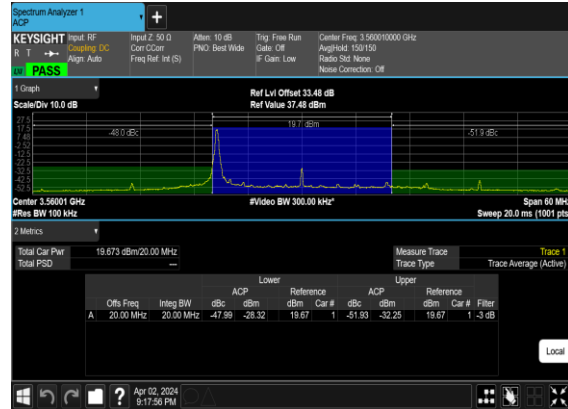 Spectrum Analyzer 1
ACP
KEYSIGHT Input: RF Input Z: 50 Ω Atten: 10 dB Trig: Free Run Center Freq: 3.560010000 GHz
R T Coupling: DC Corr CCorr PNO: Best Wide Gate: Off Avg|Hold: 150/150
Align: Auto Freq Ref: Int (S) IF Gain: Low Radio Std: None
PASS Noise Correction: Off
1 Graph
Scale/Div 10.0 dB Ref Lvl Offset 33.48 dB
Ref Value 37.48 dBm
27.5
17.5
7.48
-2.52
-12.5
-22.5
-32.5
-42.5
-52.5
-48.0 dBc 19.7 dBm -51.9 dBc
Center 3.56001 GHz #Video BW 300.00 kHz* Span 60 MHz
#Res BW 100 kHz Sweep 20.0 ms (1001 pts
2 Metrics
Total Car Pwr 19.673 dBm/20.00 MHz Measure Trace Trace 1
Total PSD --- Trace Type Trace Average (Active)
Lower Upper
ACP Reference ACP Reference
Offs Freq Integ BW dBc dBm dBm Car # dBc dBm dBm Car # Filter
A 20.00 MHz 20.00 MHz -47.99 -28.32 19.67 1 -51.93 -32.25 19.67 1 -3 dB
Local
? Apr 02, 2024
9:17:56 PM